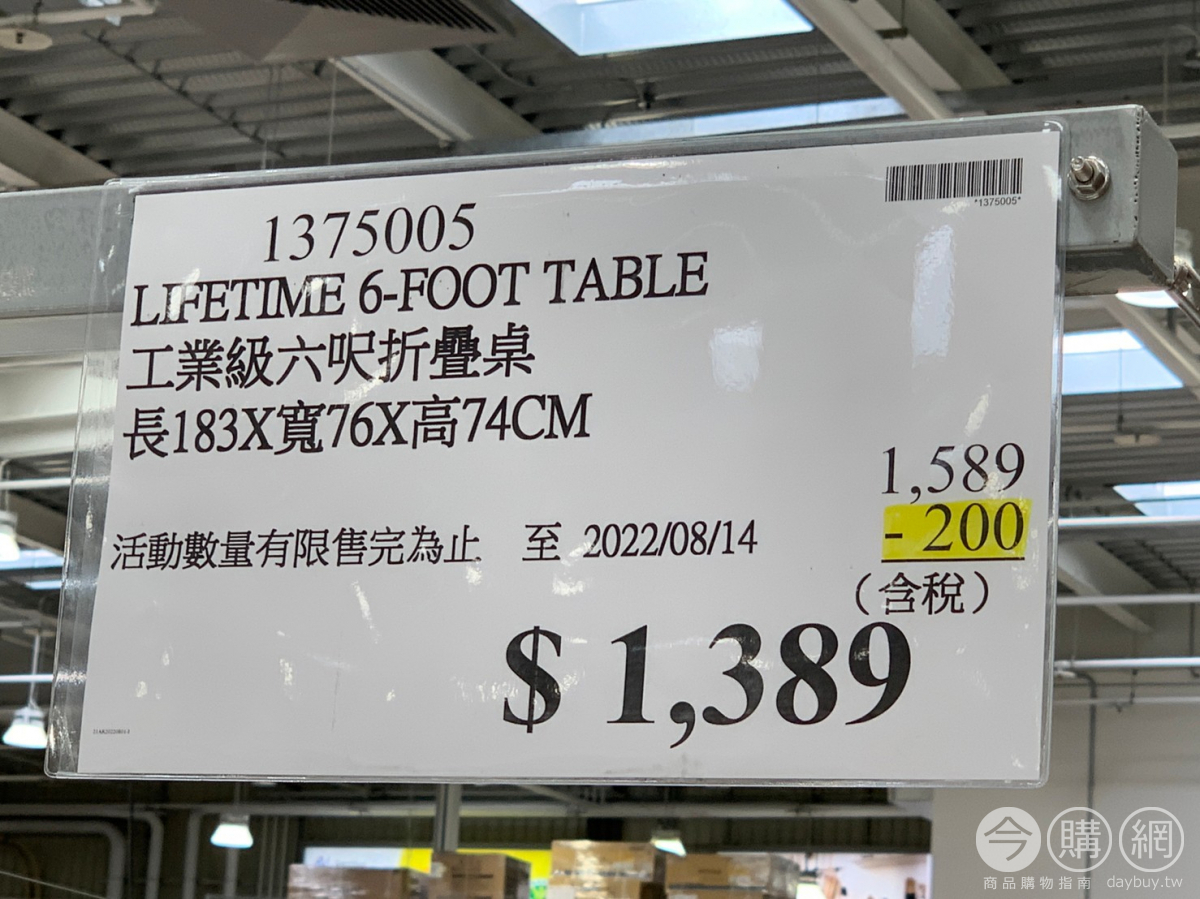 *1375005*
1375005
LIFETIME 6-FOOT TABLE
工業級六呎折疊桌
長183X寬76X高74CM
1,589
- 200
活動數量有限售完為止 至 2022/08/14
(含稅)
$ 1,389
今購網
商品購物指南 daybuy.tw